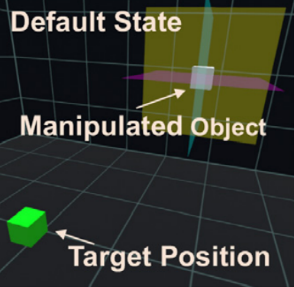 Default State
Manipulated Object
Target Position